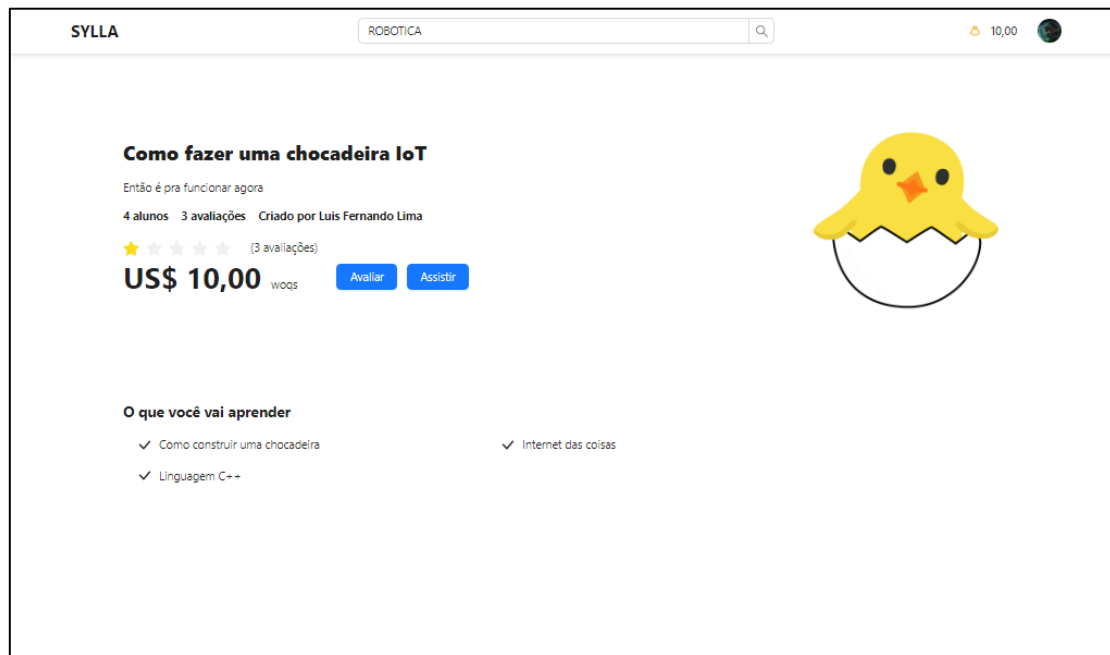 SYLLA
ROBOTICA
10,00
Como fazer uma chocadeira IoT
Então é pra funcionar agora
4 alunos 3 avaliações Criado por Luis Fernando Lima
(3 avaliações)
US$ 10,00 woqs Avaliar Assistir
O que você vai aprender
Como construir uma chocadeira Internet das coisas
Linguagem C++